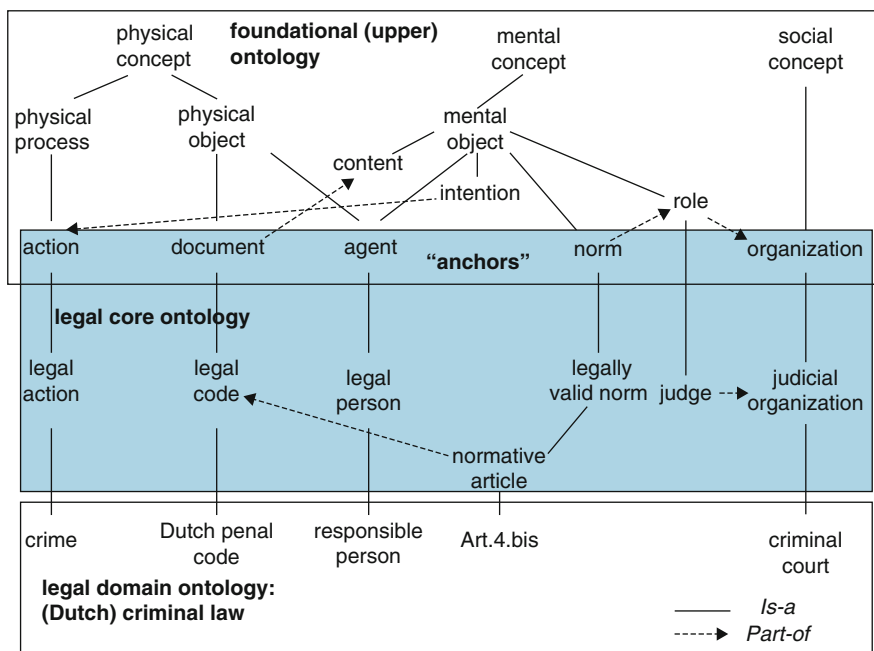 physical
concept
foundational (upper)
ontology
mental
concept
social
concept
physical
process
physical
object
mental
object
content
intention
role
action
document
agent
"anchors"
norm
organization
legal core ontology
legal
action
legal
code
legal
person
legally
valid norm
judge
judicial
organization
normative
article
crime
Dutch penal
code
responsible
person
Art.4.bis
criminal
court
legal domain ontology:
(Dutch) criminal law
Is-a
Part-of